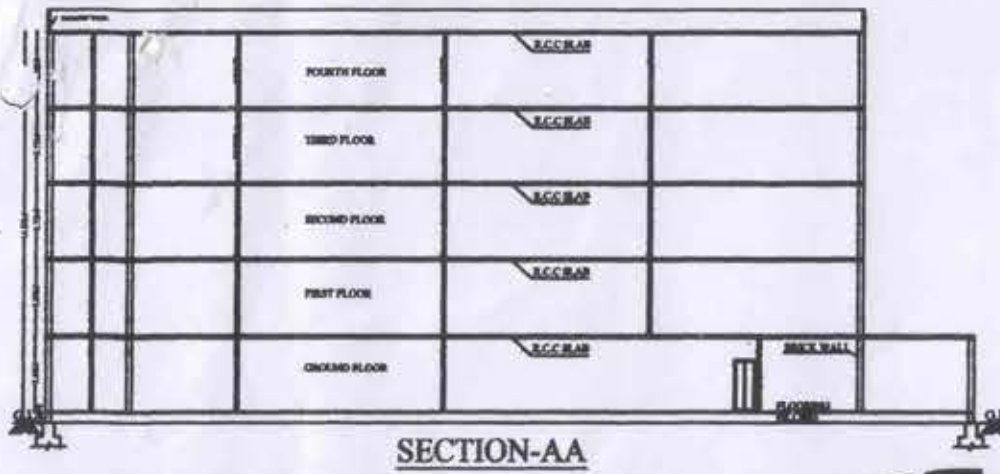 R.C.C SLAB
FOURTH FLOOR
R.C.C SLAB
THIRD FLOOR
R.C.C SLAB
SECOND FLOOR
R.C.C SLAB
FIRST FLOOR
R.C.C SLAB
BRICK WALL
GROUND FLOOR
SECTION-AA